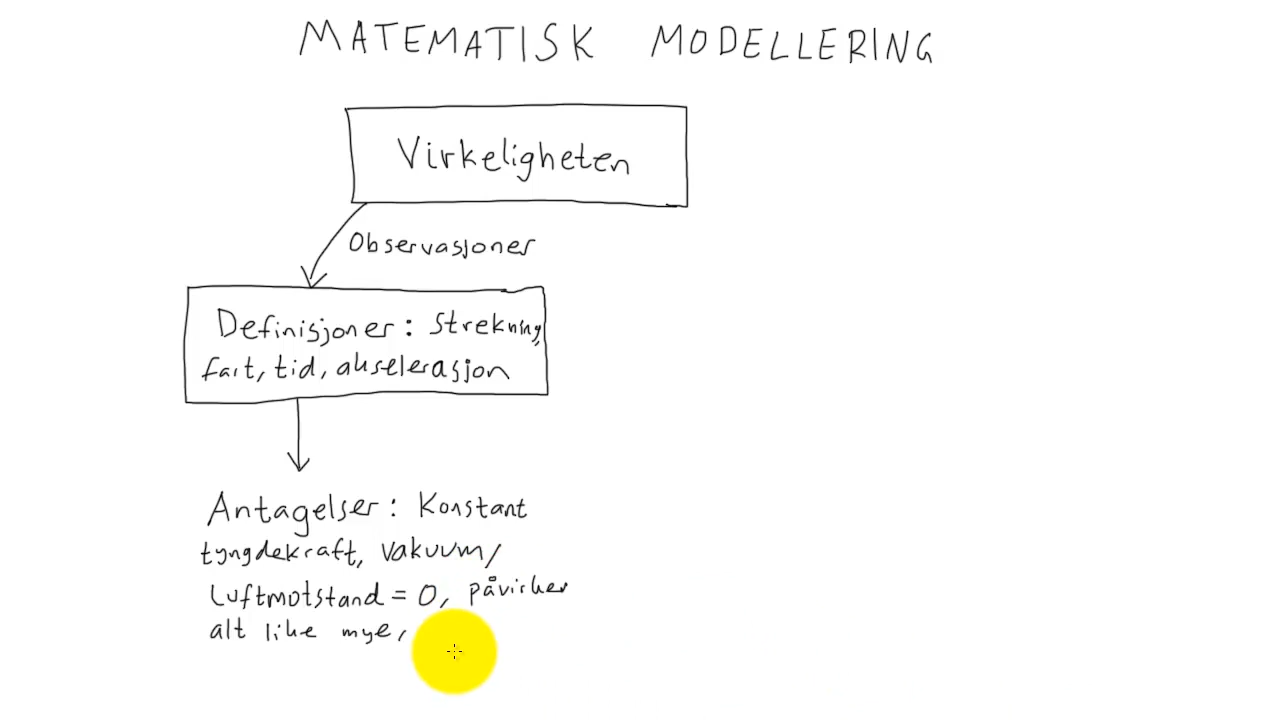 MATEMATISK MODELLERING
Virkeligheten
Observasjoner
Definisjoner: Strekning,
fart, tid, akselerasjon
Antagelser: Konstant
tyngdekraft, vakuum/
Luftmotstand = 0, påvirker
alt like mye,